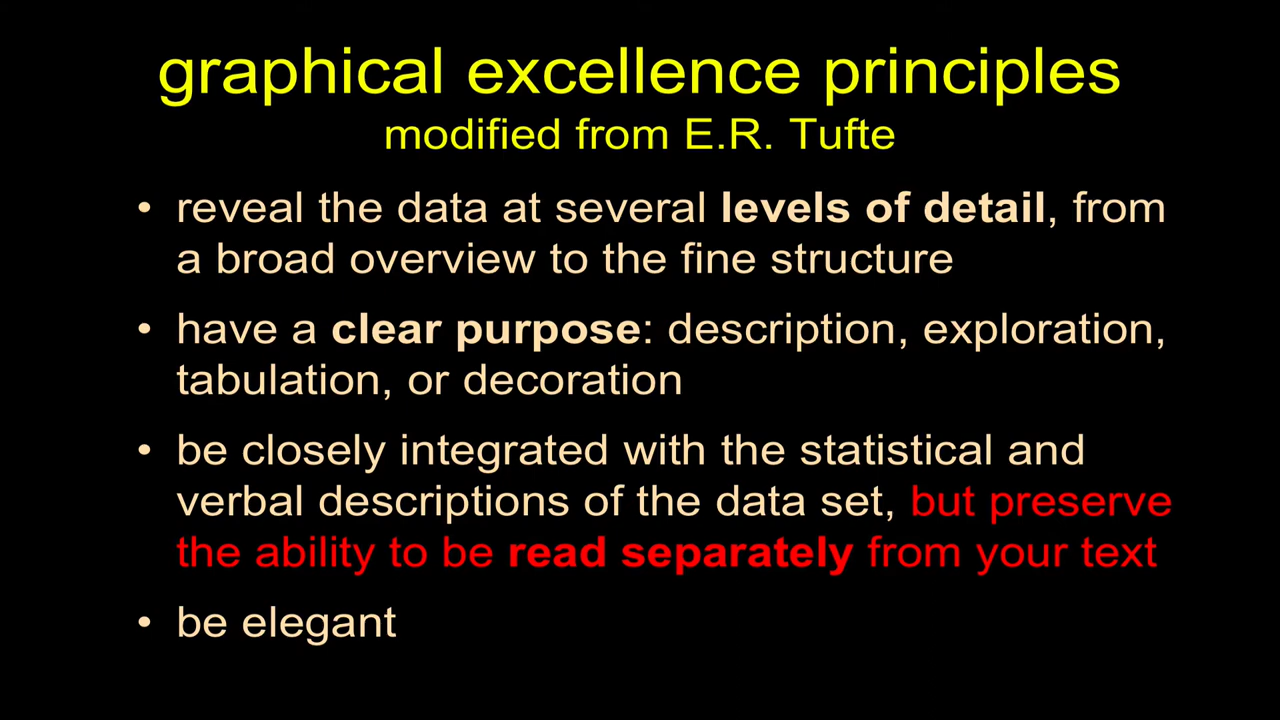 graphical excellence principles
modified from E.R. Tufte
• reveal the data at several levels of detail, from
a broad overview to the fine structure
• have a clear purpose: description, exploration,
tabulation, or decoration
• be closely integrated with the statistical and
verbal descriptions of the data set, but preserve
the ability to be read separately from your text
• be elegant